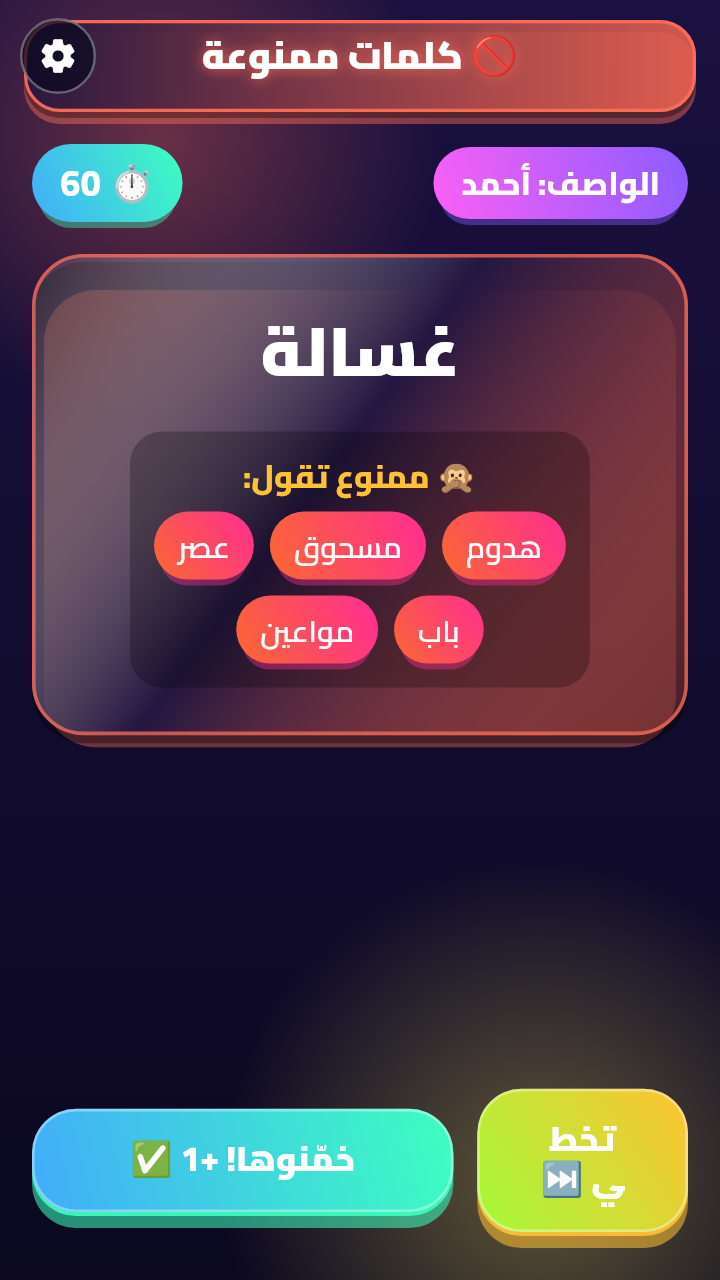 🚫 كلمات ممنوعة
الواصف: أحمد
⏱️ 60
غسالة
🙊 ممنوع تقول:
هدوم مسحوق عصر
باب مواعين
تخط
ي ⏭️
خمّنوها! +1 ✅